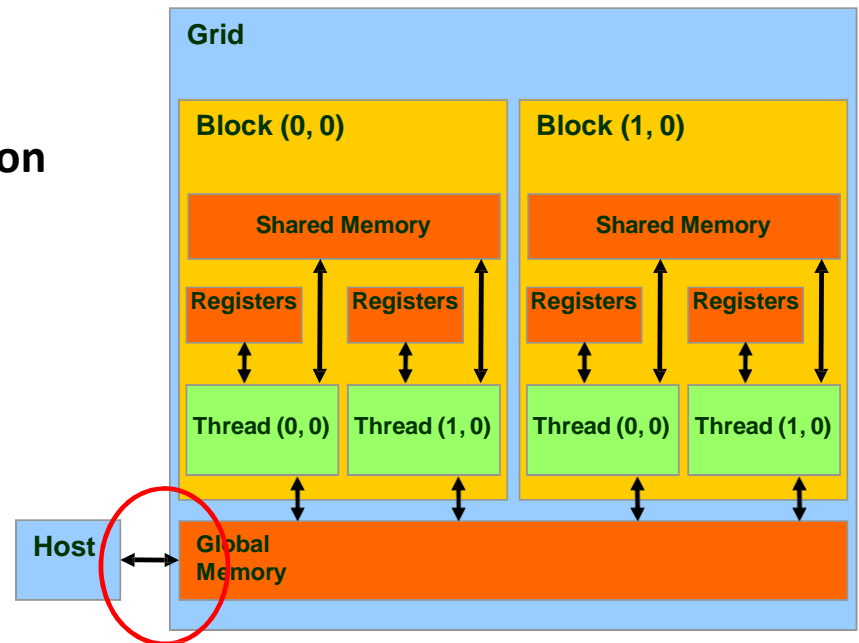 Grid
on
Block (0, 0)
Block (1, 0)
Shared Memory
Shared Memory
Registers
Registers
Registers
Registers
Thread (0, 0)
Thread (1, 0)
Thread (0, 0)
Thread (1, 0)
Host
Global
Memory